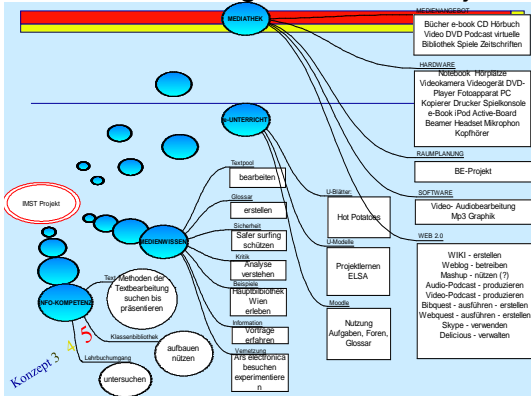 MEDIATHEK
MEDIENANGEBOT
Bücher e-book CD Hörbuch
Video DVD Podcast virtuelle
Bibliothek Spiele Zeitschriften
HARDWARE
Notebook Hörplätze
Videokamera Videogerät DVD-
Player Fotoapparat PC
Kopierer Drucker Spielkonsole
e-Book iPod Active-Board
Beamer Headset Mikrophon
Kopfhörer
RAUMPLANUNG
BE-Projekt
SOFTWARE
Video- Audiobearbeitung
Mp3 Graphik
WEB 2.0
WIKI - erstellen
Weblog - betreiben
Mashup - nützen (?)
Audio-Podcast - produzieren
Video-Podcast - produzieren
Bibquest - ausführen - erstellen
Webquest - ausführen - erstellen
Skype - verwenden
Delicious - verwalten
e-UNTERRICHT
U-Blätter:
Hot Potatoes
U-Modelle
Projektlernen
ELSA
Moodle
Nutzung
Aufgaben, Foren,
Glossar
MEDIENWISSEN
Textpool
bearbeiten
Glossar
erstellen
Sicherheit
Safer surfing
schützen
Kritik
Analyse
verstehen
Beispiele
Hauptbibliothek
Wien
erleben
Information
Vorträge
erfahren
Vernetzung
Ars electronica
besuchen
experimentiere
n
IMST Projekt
INFO-KOMPETENZ
Text
Methoden der
Textbearbeitung
suchen bis
präsentieren
Klassenbibliothek
aufbauen
nützen
Lehrbuchumgang
untersuchen
Konzept 3 4 5